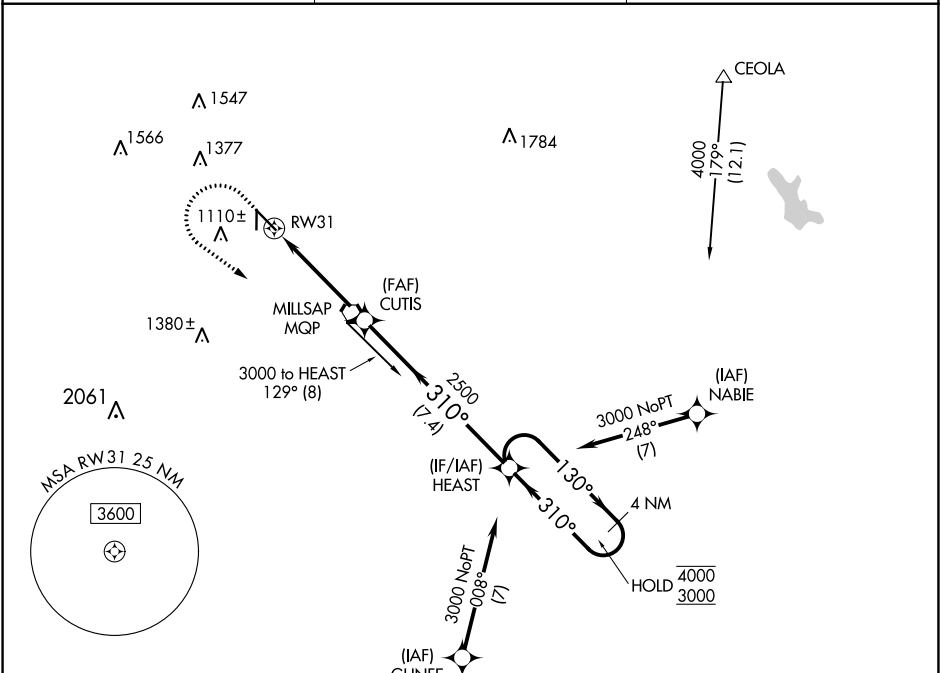 CEOLA
1547
1566
1377
1784
4000
179°
(12.1)
1110±
RW31
(FAF)
CUTIS
MILLSAP
MQP
1380±
3000 to HEAST
129° (8)
2500
310°
(7.4)
2061
(IAF)
NABIE
3000 NoPT
248°
(7)
MSA RW31 25 NM
3600
(IF/IAF)
HEAST
130°
310°
4 NM
HOLD
4000
3000
3000 NoPT
008°
(7)
(IAF)